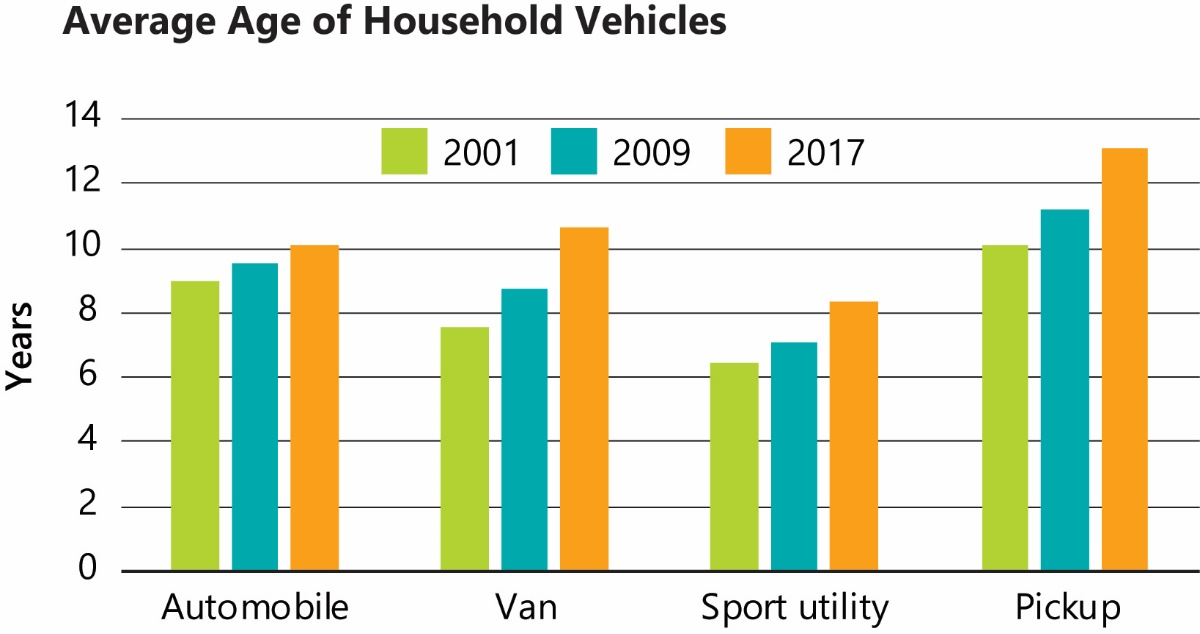 Average Age of Household Vehicles
14
2001 2009 2017
12
10
8
6
4
2
0
Years
Automobile Van Sport utility Pickup